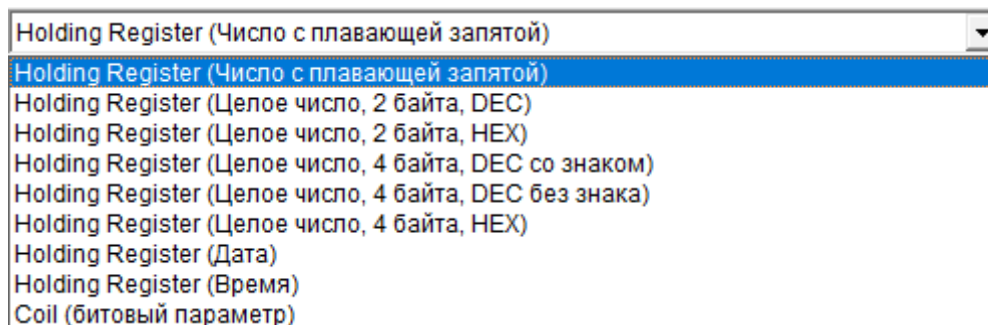 Holding Register (Число с плавающей запятой)
Holding Register (Число с плавающей запятой)
Holding Register (Целое число, 2 байта, DEC)
Holding Register (Целое число, 2 байта, HEX)
Holding Register (Целое число, 4 байта, DEC со знаком)
Holding Register (Целое число, 4 байта, DEC без знака)
Holding Register (Целое число, 4 байта, HEX)
Holding Register (Дата)
Holding Register (Время)
Coil (битовый параметр)